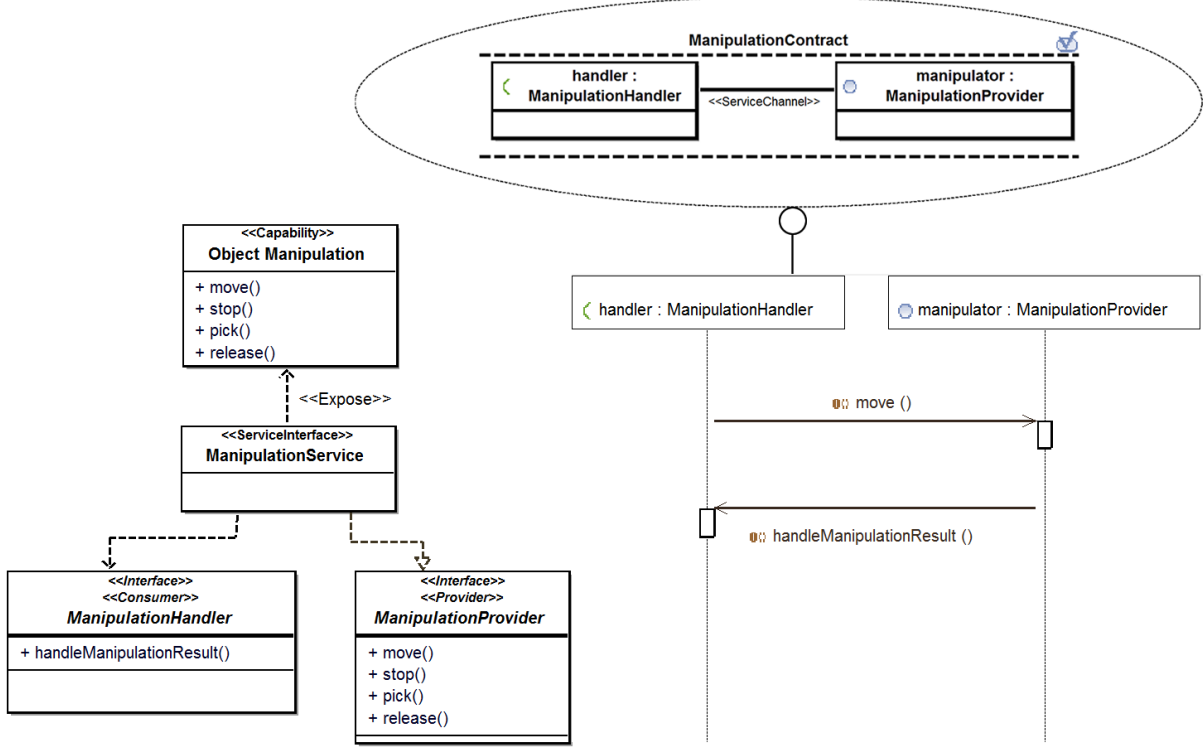 ManipulationContract
handler :
ManipulationHandler
<<ServiceChannel>>
manipulator :
ManipulationProvider
<<Capability>>
Object Manipulation
+ move()
+ stop()
+ pick()
+ release()
<<Expose>>
<<ServiceInterface>>
ManipulationService
<<Interface>>
<<Consumer>>
ManipulationHandler
+ handleManipulationResult()
<<Interface>>
<<Provider>>
ManipulationProvider
+ move()
+ stop()
+ pick()
+ release()
handler : ManipulationHandler
manipulator : ManipulationProvider
move ()
handleManipulationResult ()